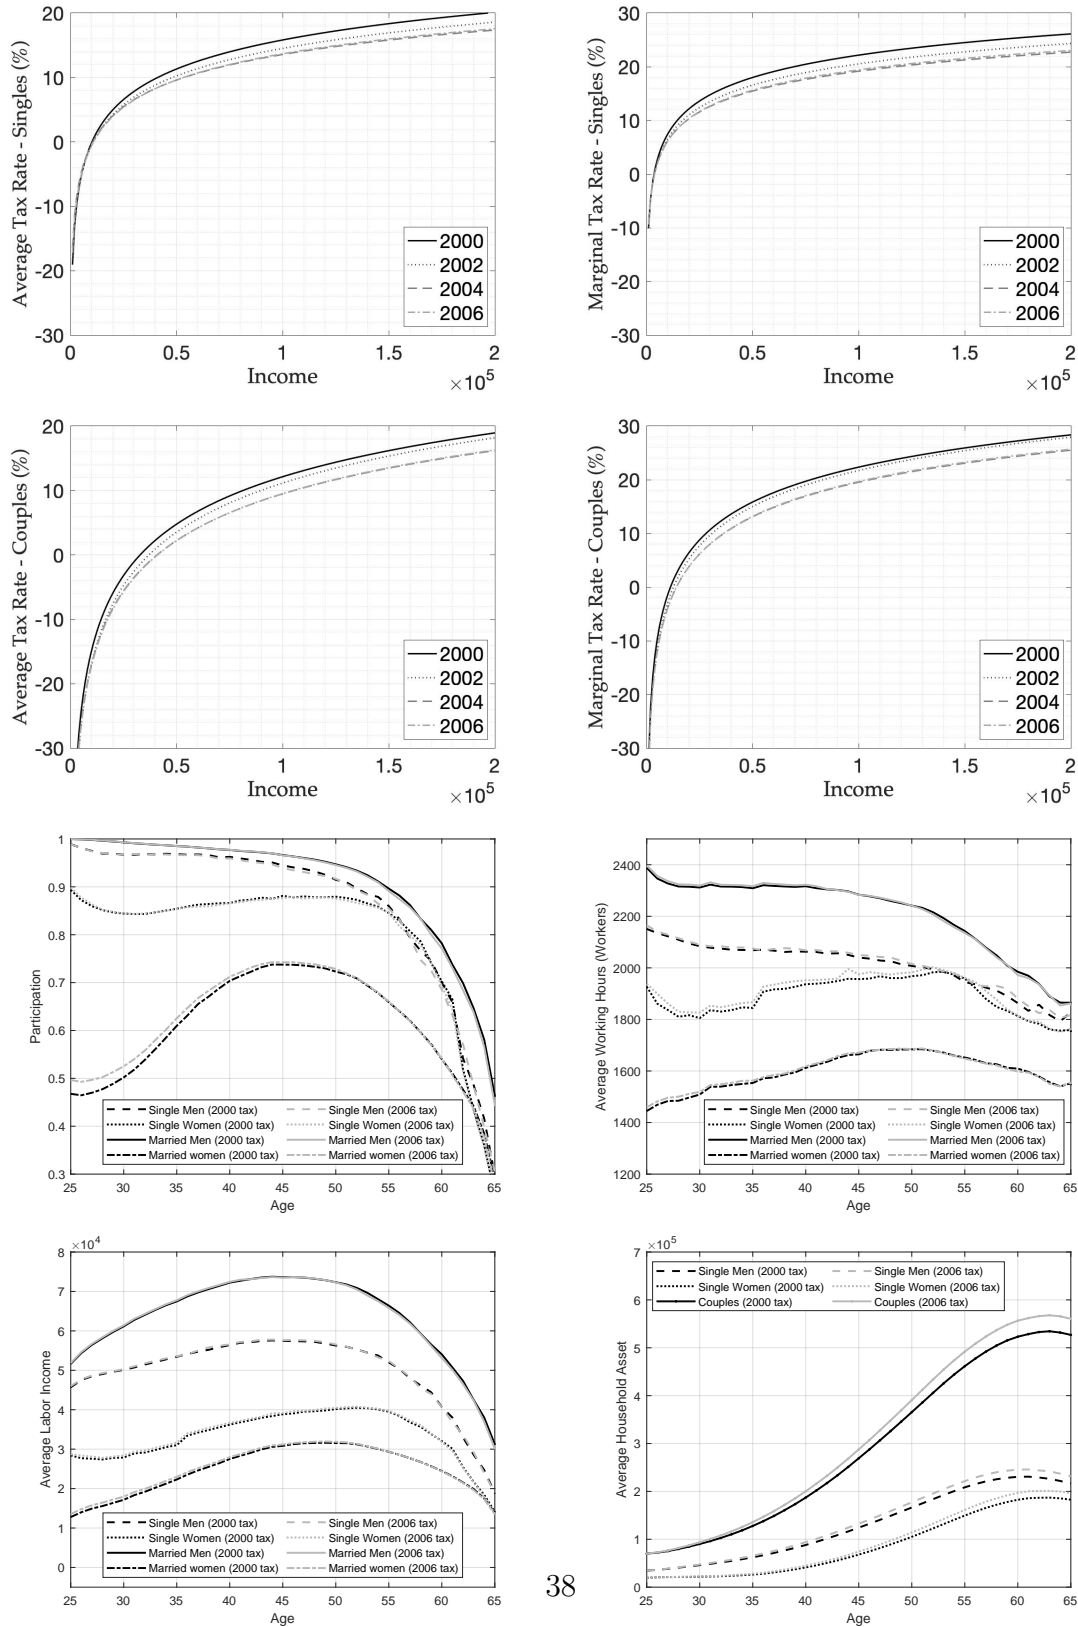 Average Tax Rate - Singles (%)
20
10
0
-10
-20
-30
0 0.5 1 1.5 2
Income
×10^5
2000
2002
2004
2006
Marginal Tax Rate - Singles (%)
30
20
10
0
-10
-20
-30
0 0.5 1 1.5 2
Income
×10^5
2000
2002
2004
2006
Average Tax Rate - Couples (%)
20
10
0
-10
-20
-30
0 0.5 1 1.5 2
Income
×10^5
2000
2002
2004
2006
Marginal Tax Rate - Couples (%)
30
20
10
0
-10
-20
-30
0 0.5 1 1.5 2
Income
×10^5
2000
2002
2004
2006
Participation
1
0.9
0.8
0.7
0.6
0.5
0.4
0.3
25 30 35 40 45 50 55 60 65
Age
Single Men (2000 tax) Single Men (2006 tax)
Single Women (2000 tax) Single Women (2006 tax)
Married Men (2000 tax) Married Men (2006 tax)
Married women (2000 tax) Married women (2006 tax)
Average Working Hours (Workers)
2400
2200
2000
1800
1600
1400
1200
25 30 35 40 45 50 55 60 65
Age
Single Men (2000 tax) Single Men (2006 tax)
Single Women (2000 tax) Single Women (2006 tax)
Married Men (2000 tax) Married Men (2006 tax)
Married women (2000 tax) Married women (2006 tax)
Average Labor Income
×10^4
8
7
6
5
4
3
2
1
0
25 30 35 40 45 50 55 60 65
Age
Single Men (2000 tax) Single Men (2006 tax)
Single Women (2000 tax) Single Women (2006 tax)
Married Men (2000 tax) Married Men (2006 tax)
Married women (2000 tax) Married women (2006 tax)
Average Household Asset
×10^5
7
6
5
4
3
2
1
0
25 30 35 40 45 50 55 60 65
Age
Single Men (2000 tax) Single Men (2006 tax)
Single Women (2000 tax) Single Women (2006 tax)
Couples (2000 tax) Couples (2006 tax)
38